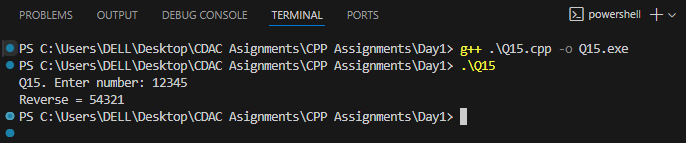 PROBLEMS OUTPUT DEBUG CONSOLE TERMINAL PORTS powershell
PS C:\Users\DELL\Desktop\CDAC Asignments\CPP Assignments\Day1> g++ .\Q15.cpp -o Q15.exe
PS C:\Users\DELL\Desktop\CDAC Asignments\CPP Assignments\Day1> .\Q15
Q15. Enter number: 12345
Reverse = 54321
PS C:\Users\DELL\Desktop\CDAC Asignments\CPP Assignments\Day1>